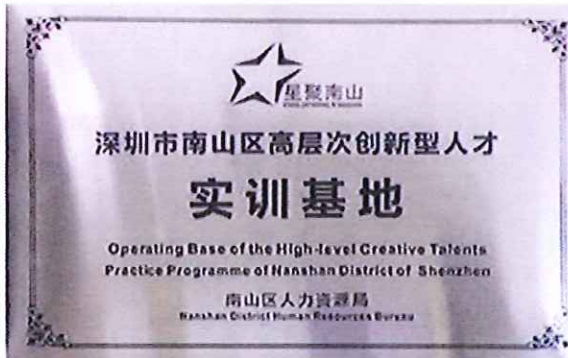 星聚南山
深圳市南山区高层次创新型人才
实训基地
Operating Base of the High-level Creative Talents
Practice Programme of Nanshan District of Shenzhen
南山区人力资源局
Nanshan District Human Resources Bureau